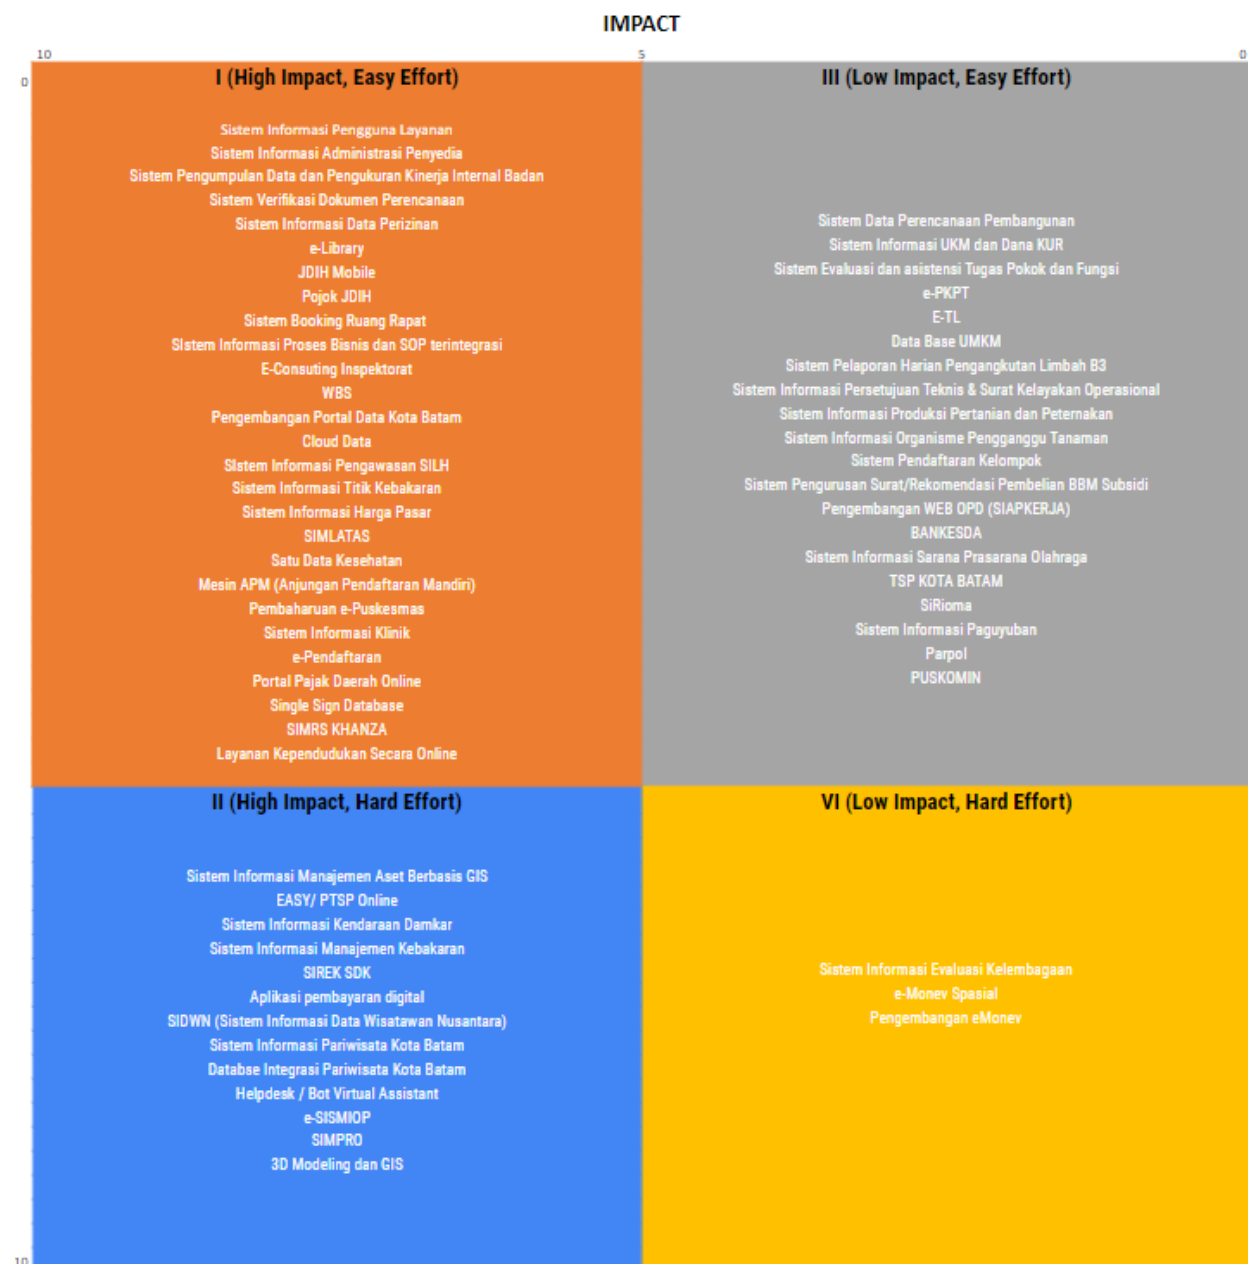 IMPACT
10 5 0
0
I (High Impact, Easy Effort)
Sistem Informasi Pengguna Layanan
Sistem Informasi Administrasi Penyedia
Sistem Pengumpulan Data dan Pengukuran Kinerja Internal Badan
Sistem Verifikasi Dokumen Perencanaan
Sistem Informasi Data Perizinan
e-Library
JDIH Mobile
Pojok JDIH
Sistem Booking Ruang Rapat
SIstem Informasi Proses Bisnis dan SOP terintegrasi
E-Consuting Inspektorat
WBS
Pengembangan Portal Data Kota Batam
Cloud Data
SIstem Informasi Pengawasan SILH
Sistem Informasi Titik Kebakaran
Sistem Informasi Harga Pasar
SIMLATAS
Satu Data Kesehatan
Mesin APM (Anjungan Pendaftaran Mandiri)
Pembaharuan e-Puskesmas
Sistem Informasi Klinik
e-Pendaftaran
Portal Pajak Daerah Online
Single Sign Database
SIMRS KHANZA
Layanan Kependudukan Secara Online
III (Low Impact, Easy Effort)
Sistem Data Perencanaan Pembangunan
Sistem Informasi UKM dan Dana KUR
Sistem Evaluasi dan asistensi Tugas Pokok dan Fungsi
e-PKPT
E-TL
Data Base UMKM
Sistem Pelaporan Harian Pengangkutan Limbah B3
Sistem Informasi Persetujuan Teknis & Surat Kelayakan Operasional
Sistem Informasi Produksi Pertanian dan Peternakan
Sistem Informasi Organisme Pengganggu Tanaman
Sistem Pendaftaran Kelompok
Sistem Pengurusan Surat/Rekomendasi Pembelian BBM Subsidi
Pengembangan WEB OPD (SIAPKERJA)
BANKESDA
Sistem Informasi Sarana Prasarana Olahraga
TSP KOTA BATAM
SiRioma
Sistem Informasi Paguyuban
Parpol
PUSKOMIN
II (High Impact, Hard Effort)
Sistem Informasi Manajemen Aset Berbasis GIS
EASY/ PTSP Online
Sistem Informasi Kendaraan Damkar
Sistem Informasi Manajemen Kebakaran
SIREK SDK
Aplikasi pembayaran digital
SIDWN (Sistem Informasi Data Wisatawan Nusantara)
Sistem Informasi Pariwisata Kota Batam
Databse Integrasi Pariwisata Kota Batam
Helpdesk / Bot Virtual Assistant
e-SISMIOP
SIMPRO
3D Modeling dan GIS
VI (Low Impact, Hard Effort)
Sistem Informasi Evaluasi Kelembagaan
e-Monev Spasial
Pengembangan eMonev
10